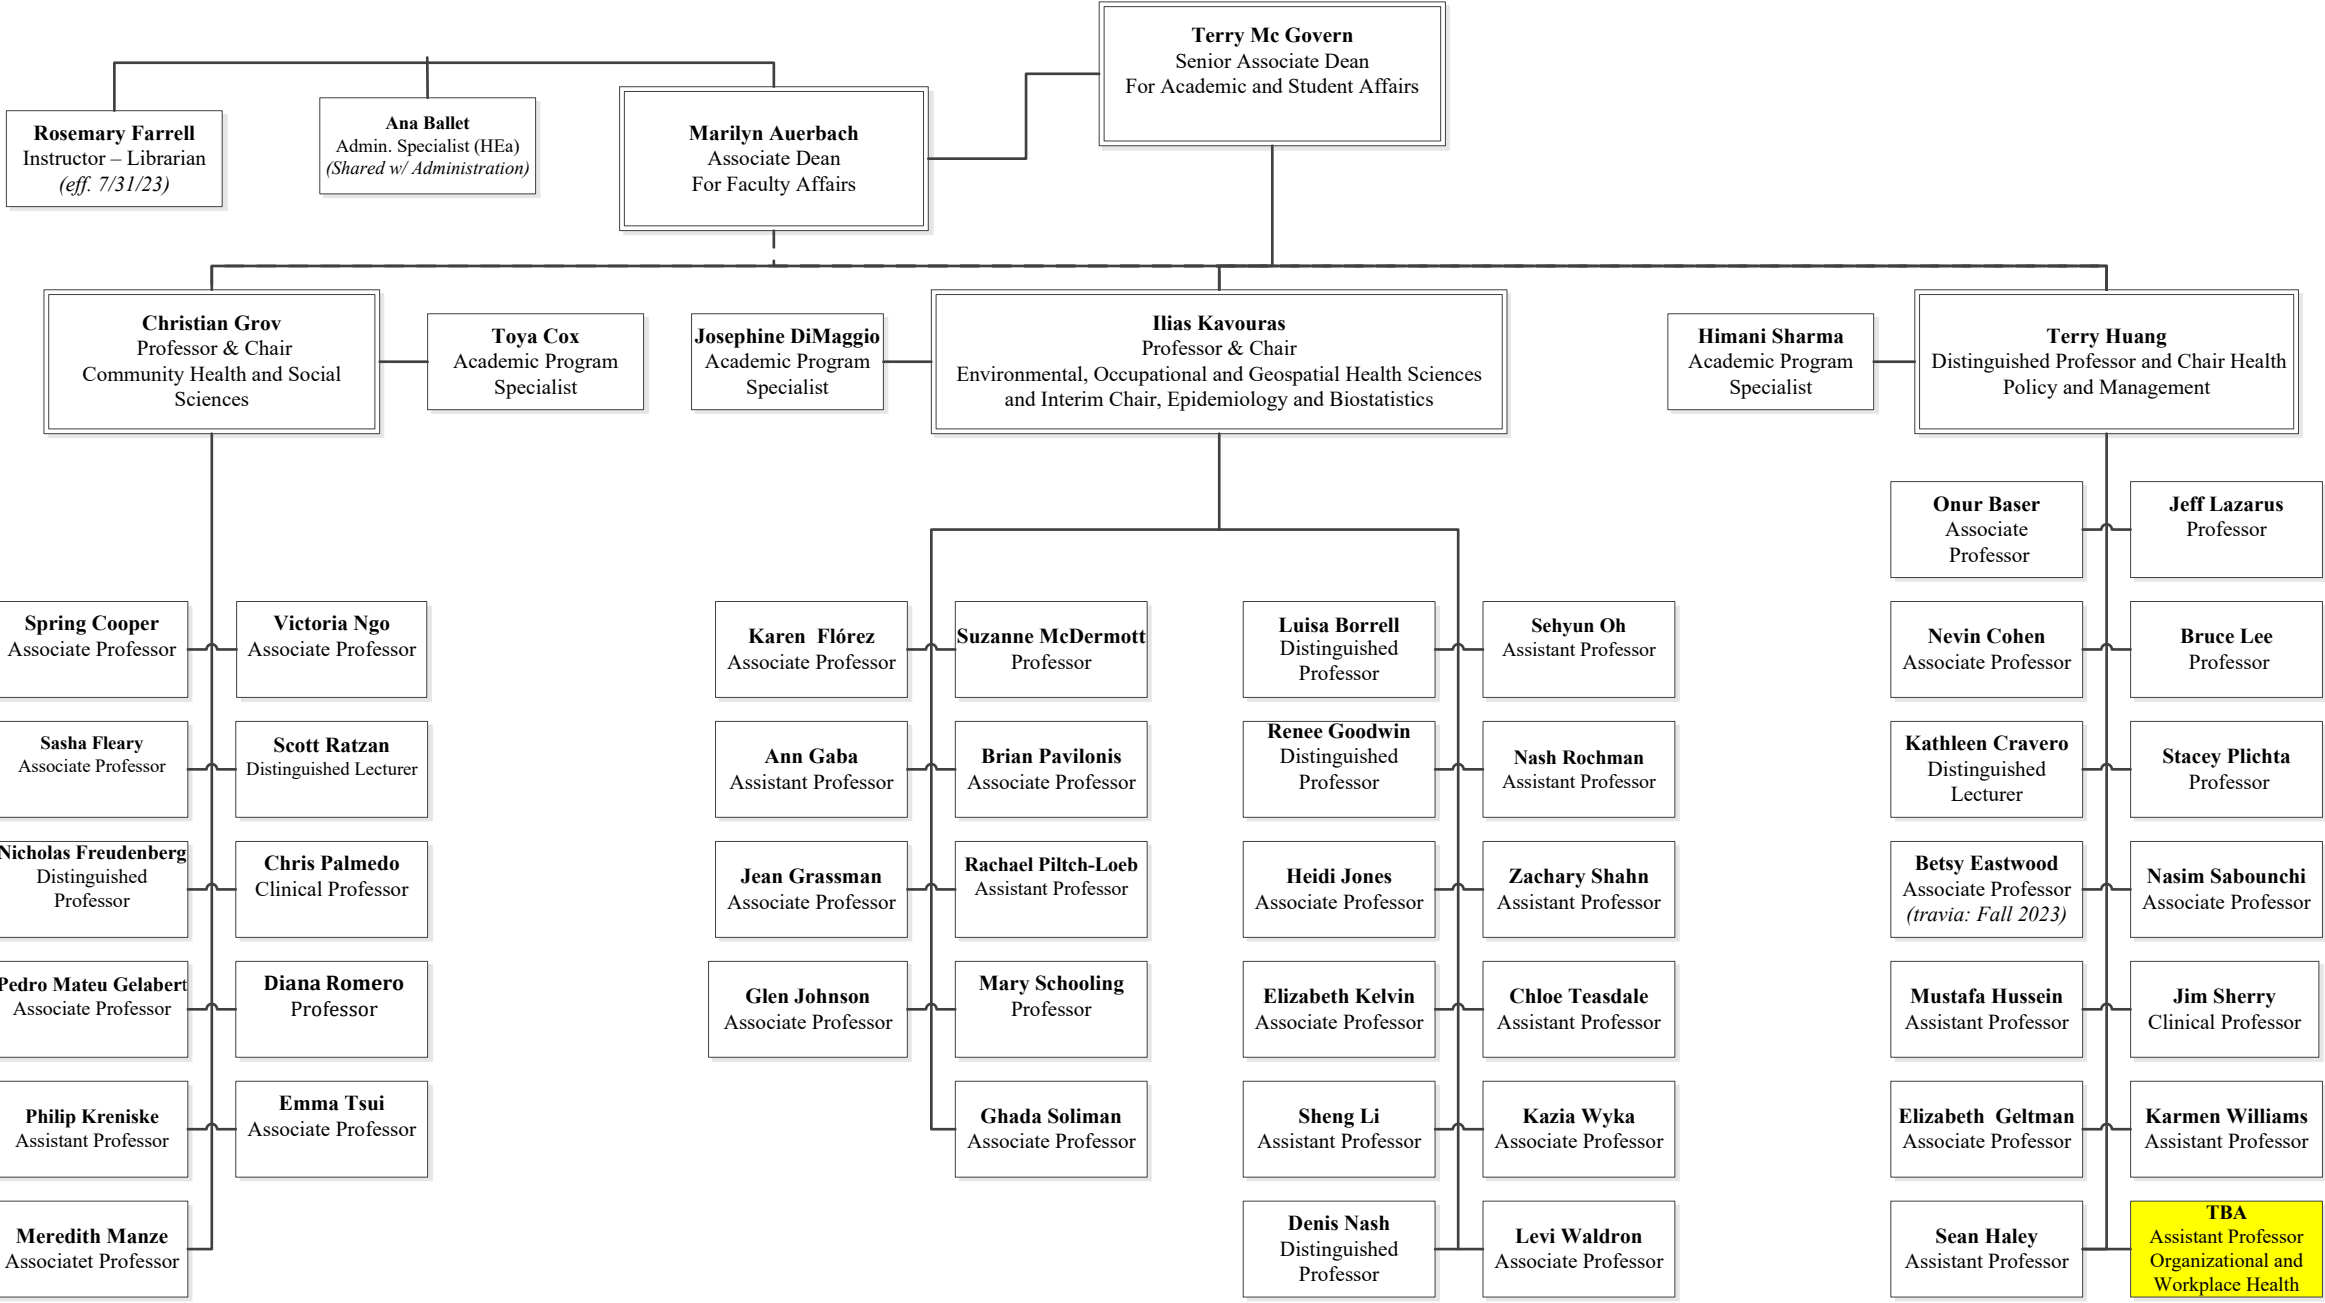 Terry Mc Govern
Senior Associate Dean
For Academic and Student Affairs
Rosemary Farrell
Instructor – Librarian
(eff. 7/31/23)
Ana Ballet
Admin. Specialist (HEa)
(Shared w/ Administration)
Marilyn Auerbach
Associate Dean
For Faculty Affairs
Christian Grov
Professor & Chair
Community Health and Social
Sciences
Toya Cox
Academic Program
Specialist
Josephine DiMaggio
Academic Program
Specialist
Ilias Kavouras
Professor & Chair
Environmental, Occupational and Geospatial Health Sciences
and Interim Chair, Epidemiology and Biostatistics
Himani Sharma
Academic Program
Specialist
Terry Huang
Distinguished Professor and Chair Health
Policy and Management
Spring Cooper
Associate Professor
Victoria Ngo
Associate Professor
Sasha Fleary
Associate Professor
Scott Ratzan
Distinguished Lecturer
Nicholas Freudenberg
Distinguished
Professor
Chris Palmedo
Clinical Professor
Pedro Mateu Gelabert
Associate Professor
Diana Romero
Professor
Philip Kreniske
Assistant Professor
Emma Tsui
Associate Professor
Meredith Manze
Associatet Professor
Karen  Flórez
Associate Professor
Suzanne McDermott
Professor
Ann Gaba
Assistant Professor
Brian Pavilonis
Associate Professor
Jean Grassman
Associate Professor
Rachael Piltch-Loeb
Assistant Professor
Glen Johnson
Associate Professor
Mary Schooling
Professor
Ghada Soliman
Associate Professor
Luisa Borrell
Distinguished
Professor
Sehyun Oh
Assistant Professor
Renee Goodwin
Distinguished
Professor
Nash Rochman
Assistant Professor
Heidi Jones
Associate Professor
Zachary Shahn
Assistant Professor
Elizabeth Kelvin
Associate Professor
Chloe Teasdale
Assistant Professor
Sheng Li
Assistant Professor
Kazia Wyka
Associate Professor
Denis Nash
Distinguished
Professor
Levi Waldron
Associate Professor
Onur Baser
Associate
Professor
Jeff Lazarus
Professor
Nevin Cohen
Associate Professor
Bruce Lee
Professor
Kathleen Cravero
Distinguished
Lecturer
Stacey Plichta
Professor
Betsy Eastwood
Associate Professor
(travia: Fall 2023)
Nasim Sabounchi
Associate Professor
Mustafa Hussein
Assistant Professor
Jim Sherry
Clinical Professor
Elizabeth  Geltman
Associate Professor
Karmen Williams
Assistant Professor
Sean Haley
Assistant Professor
TBA
Assistant Professor
Organizational and
Workplace Health